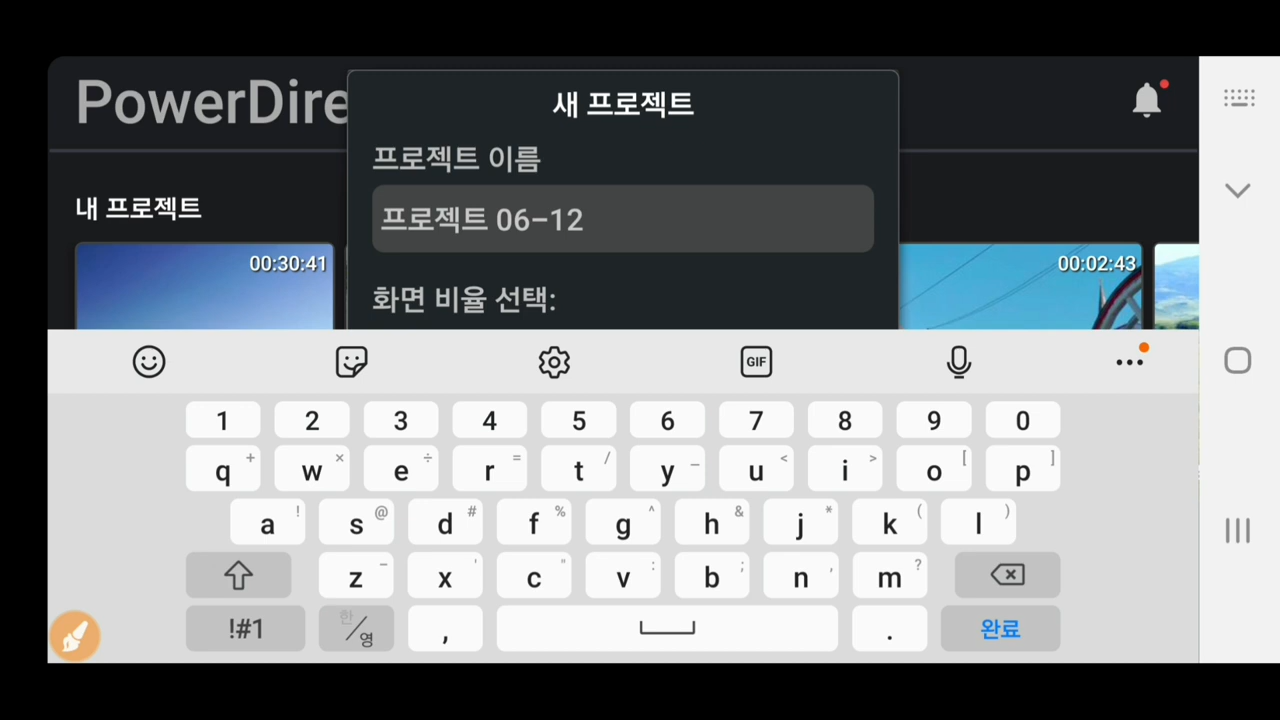 PowerDire
새 프로젝트
프로젝트 이름
프로젝트 06-12
내 프로젝트
00:30:41
00:02:43
화면 비율 선택:
GIF
1 2 3 4 5 6 7 8 9 0
q + w × e ÷ r = t / y _ u < i > o [ p ]
a ! s @ d # f % g ^ h & j * k ( l )
z - x ' c " v : b ; n , m ?
!#1 한/영 , . 완료